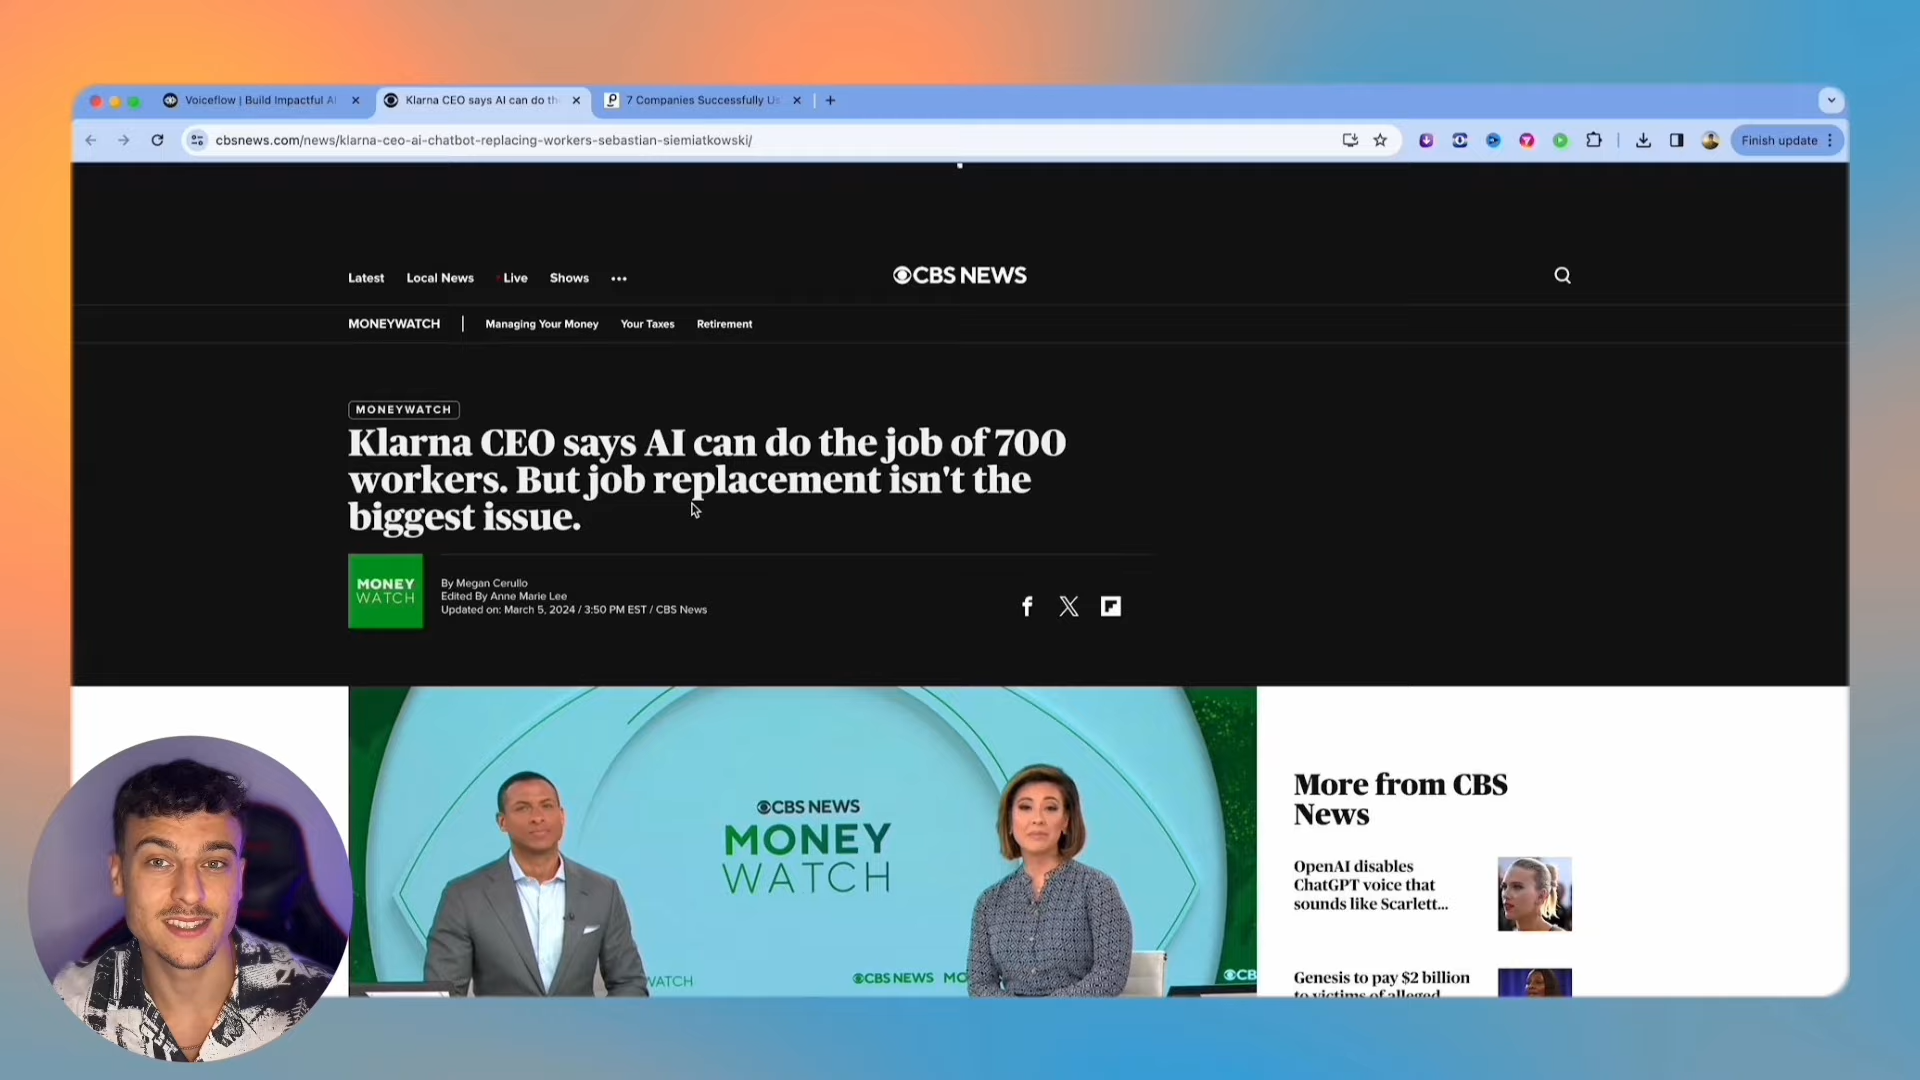 Voiceflow | Build Impactful AI
Klarna CEO says AI can do th
7 Companies Successfully Us
cbsnews.com/news/klarna-ceo-ai-chatbot-replacing-workers-sebastian-siemiatkowski/
Finish update
Latest Local News Live Shows
CBS NEWS
MONEYWATCH Managing Your Money Your Taxes Retirement
MONEYWATCH
Klarna CEO says AI can do the job of 700
workers. But job replacement isn't the
biggest issue.
MONEY
WATCH
By Megan Cerullo
Edited By Anne Marie Lee
Updated on: March 5, 2024 / 3:50 PM EST / CBS News
CBS NEWS
MONEY
WATCH
WATCH
CBS NEWS MO
CB
More from CBS
News
OpenAI disables
ChatGPT voice that
sounds like Scarlett...
Genesis to pay $2 billion
to victims of alleged